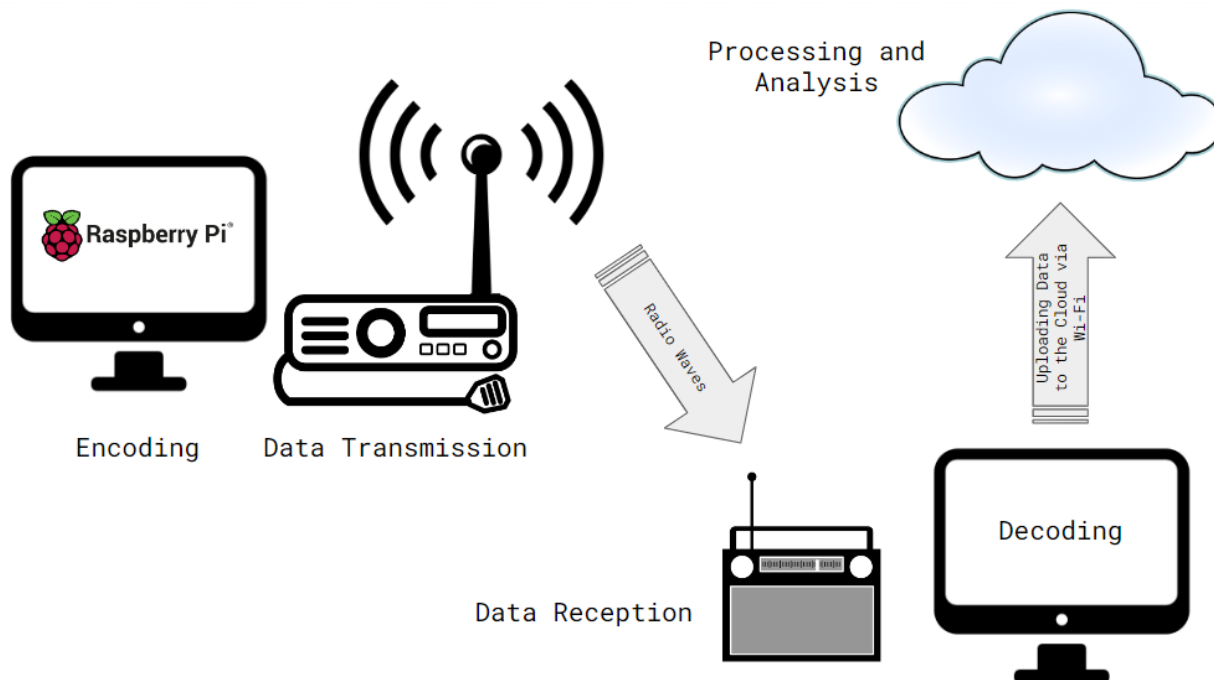 Processing and
Analysis
Raspberry Pi®
Radio Waves
Uploading Data
to the Cloud via
Wi-Fi
Encoding
Data Transmission
Decoding
Data Reception